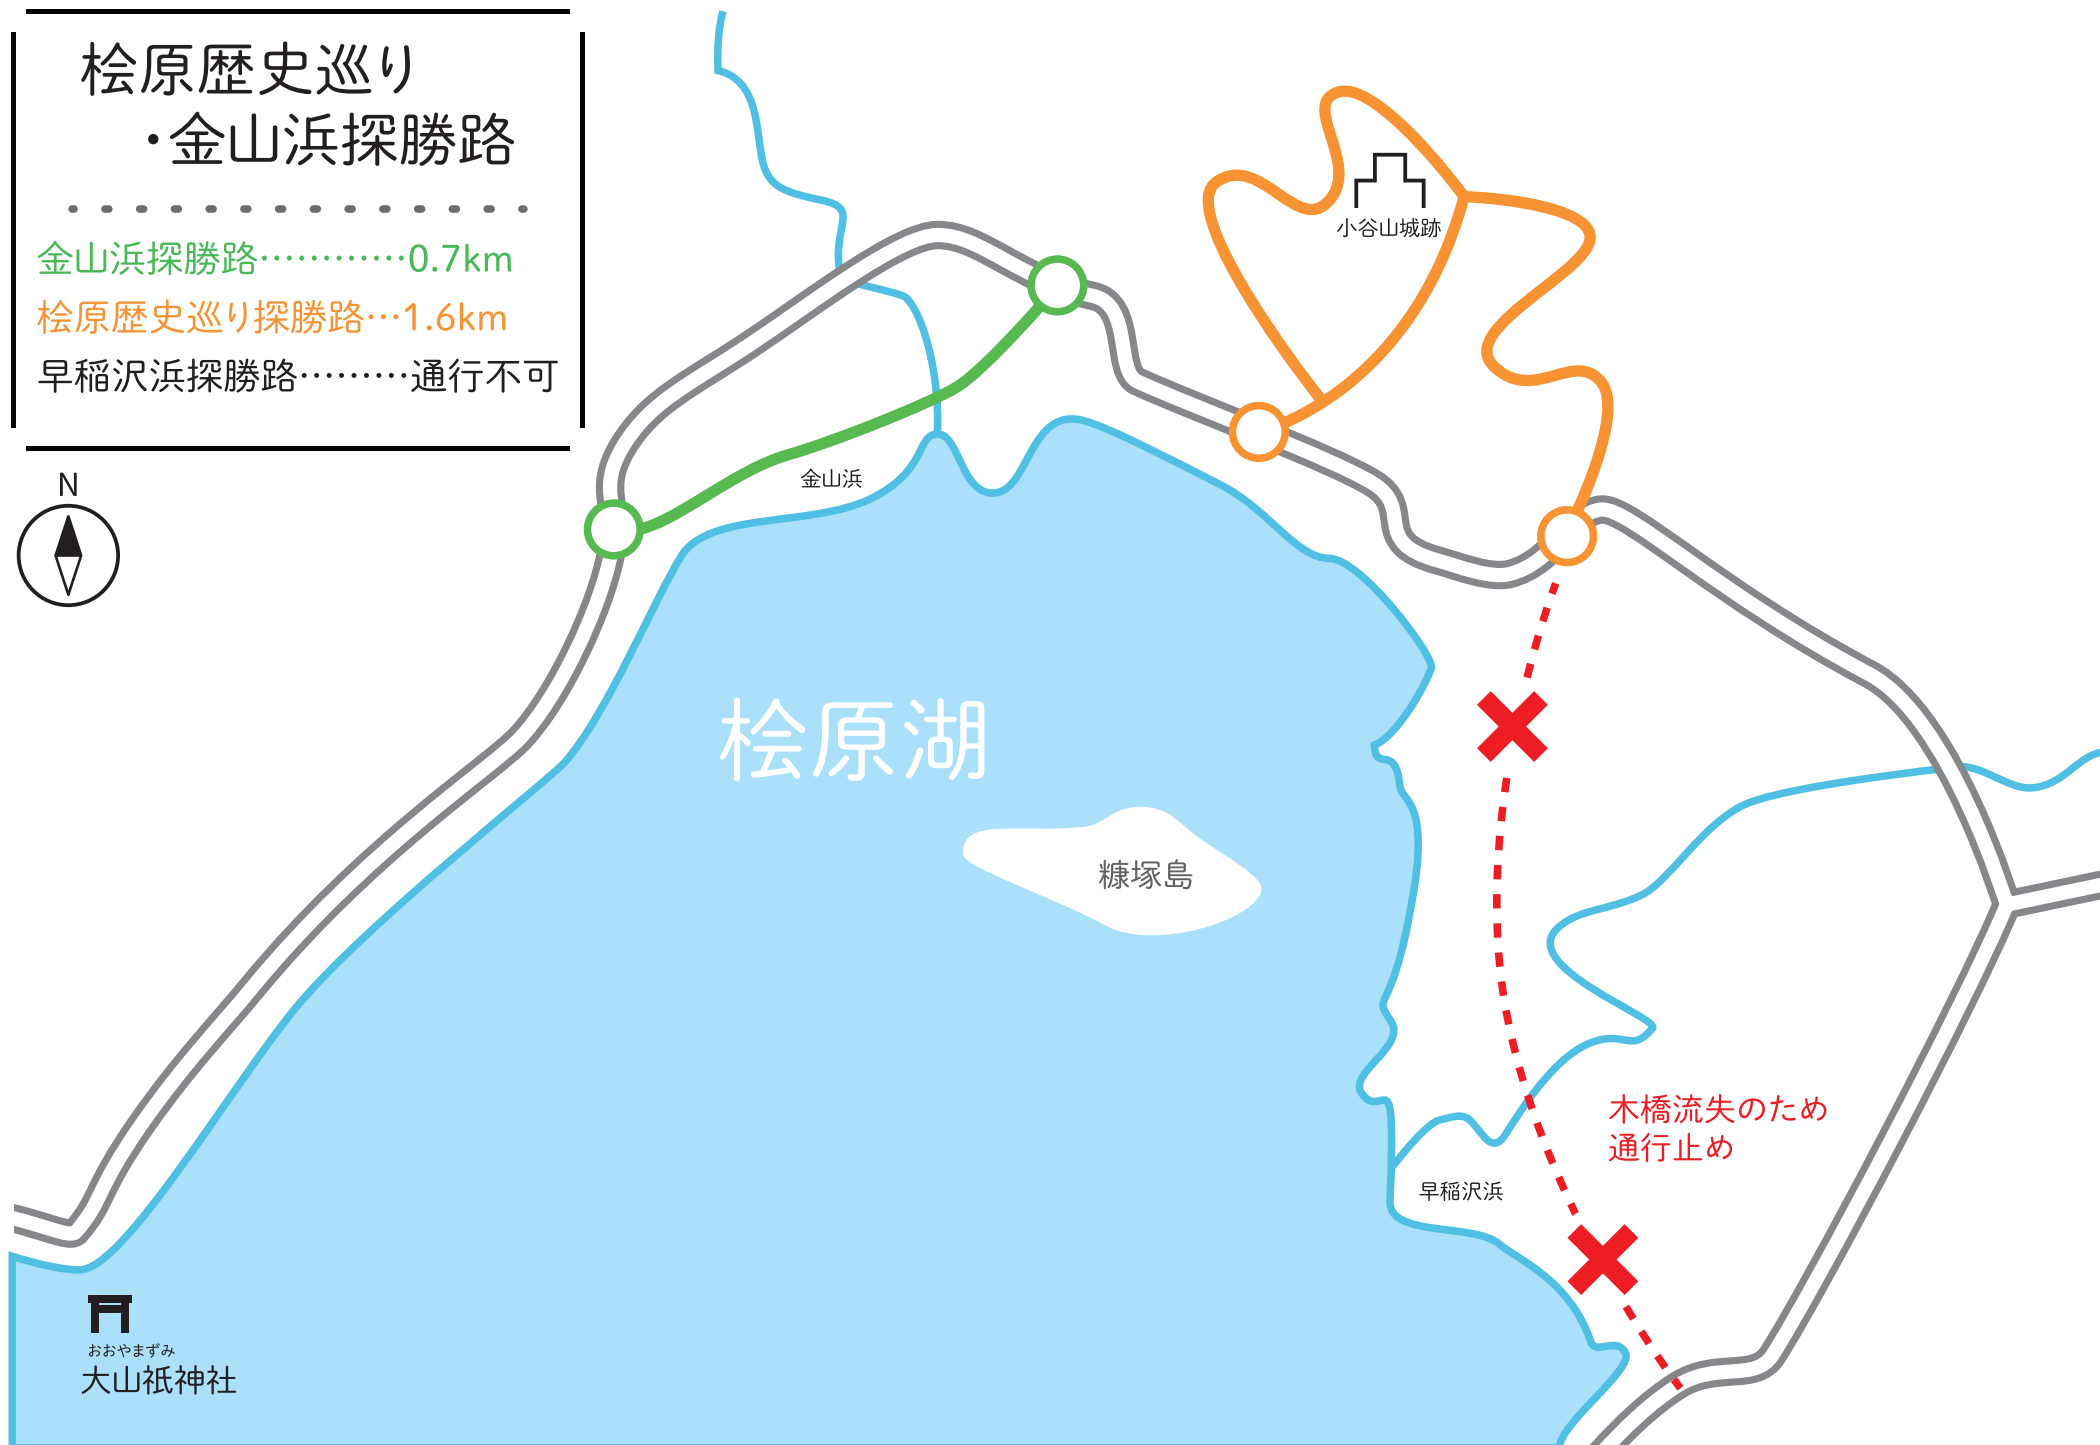 桧原歴史巡り
・金山浜探勝路
金山浜探勝路…………0.7km
桧原歴史巡り探勝路…1.6km
早稲沢浜探勝路………通行不可
N
小谷山城跡
金山浜
桧原湖
糠塚島
木橋流失のため
通行止め
早稲沢浜
おおやまずみ
大山祇神社